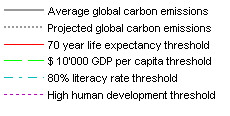 Average global carbon emissions
Projected global carbon emissions
70 year life expectancy threshold
$ 10'000 GDP per capita threshold
80% literacy rate threshold
High human development threshold